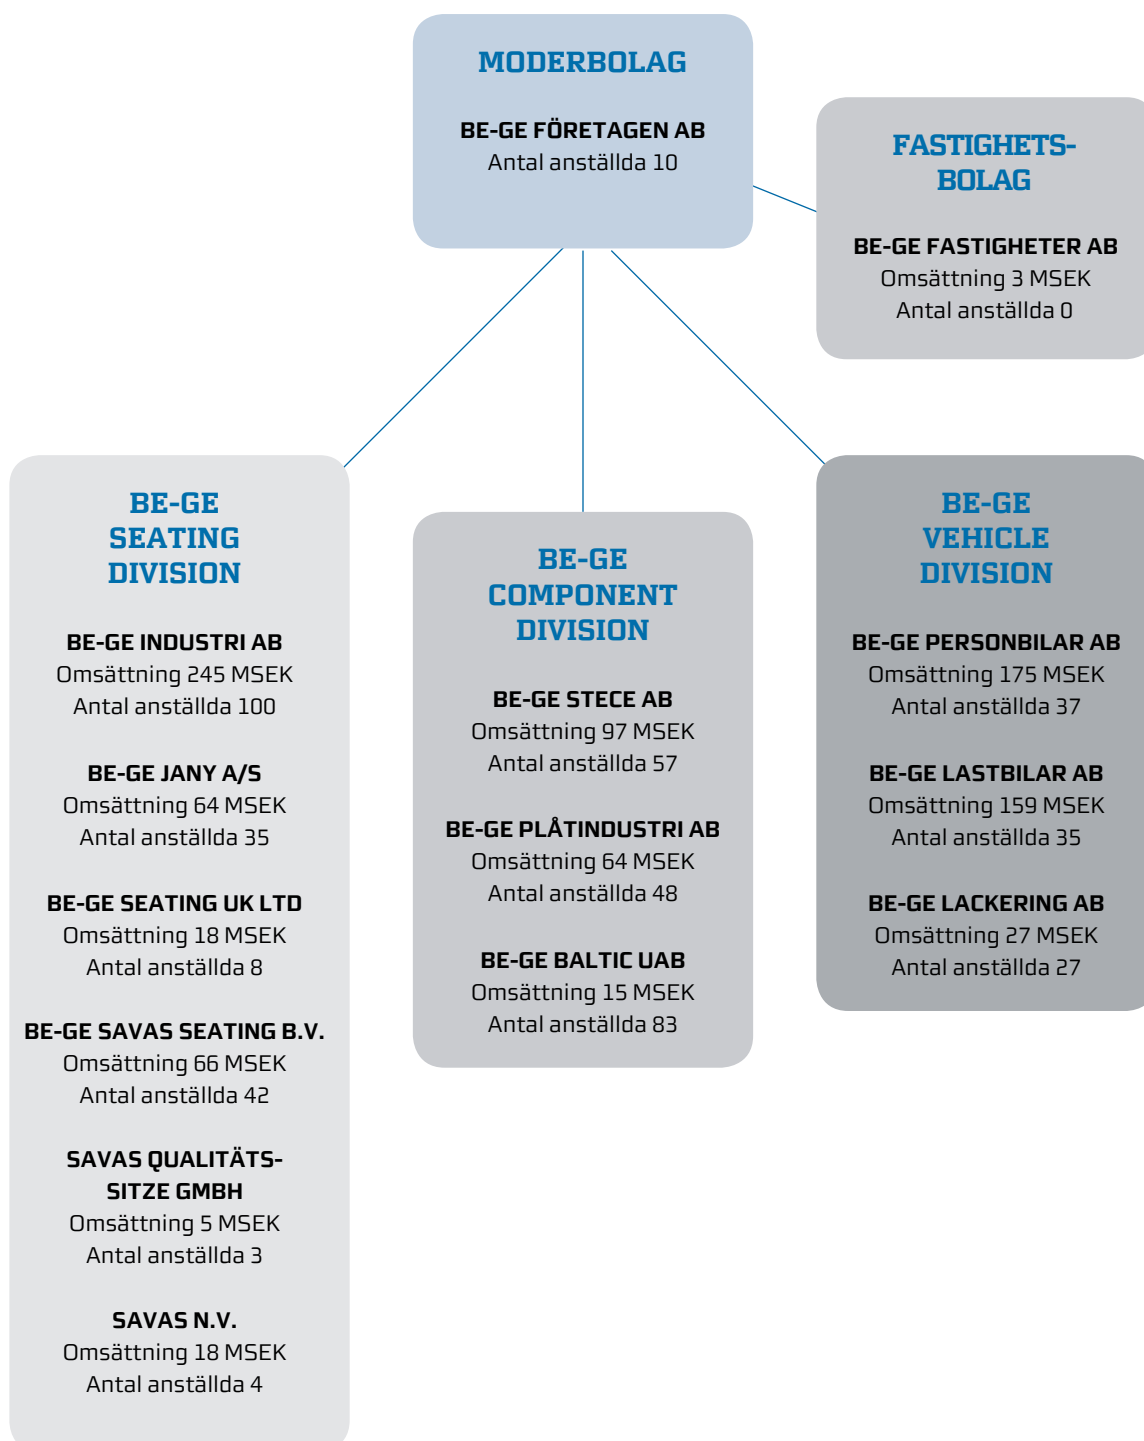 MODERBOLAG
BE-GE FÖRETAGEN AB
Antal anställda 10
FASTIGHETS-
BOLAG
BE-GE FASTIGHETER AB
Omsättning 3 MSEK
Antal anställda 0
BE-GE
SEATING
DIVISION
BE-GE INDUSTRI AB
Omsättning 245 MSEK
Antal anställda 100
BE-GE JANY A/S
Omsättning 64 MSEK
Antal anställda 35
BE-GE SEATING UK LTD
Omsättning 18 MSEK
Antal anställda 8
BE-GE SAVAS SEATING B.V.
Omsättning 66 MSEK
Antal anställda 42
SAVAS QUALITÄTS-
SITZE GMBH
Omsättning 5 MSEK
Antal anställda 3
SAVAS N.V.
Omsättning 18 MSEK
Antal anställda 4
BE-GE
COMPONENT
DIVISION
BE-GE STECE AB
Omsättning 97 MSEK
Antal anställda 57
BE-GE PLÅTINDUSTRI AB
Omsättning 64 MSEK
Antal anställda 48
BE-GE BALTIC UAB
Omsättning 15 MSEK
Antal anställda 83
BE-GE
VEHICLE
DIVISION
BE-GE PERSONBILAR AB
Omsättning 175 MSEK
Antal anställda 37
BE-GE LASTBILAR AB
Omsättning 159 MSEK
Antal anställda 35
BE-GE LACKERING AB
Omsättning 27 MSEK
Antal anställda 27